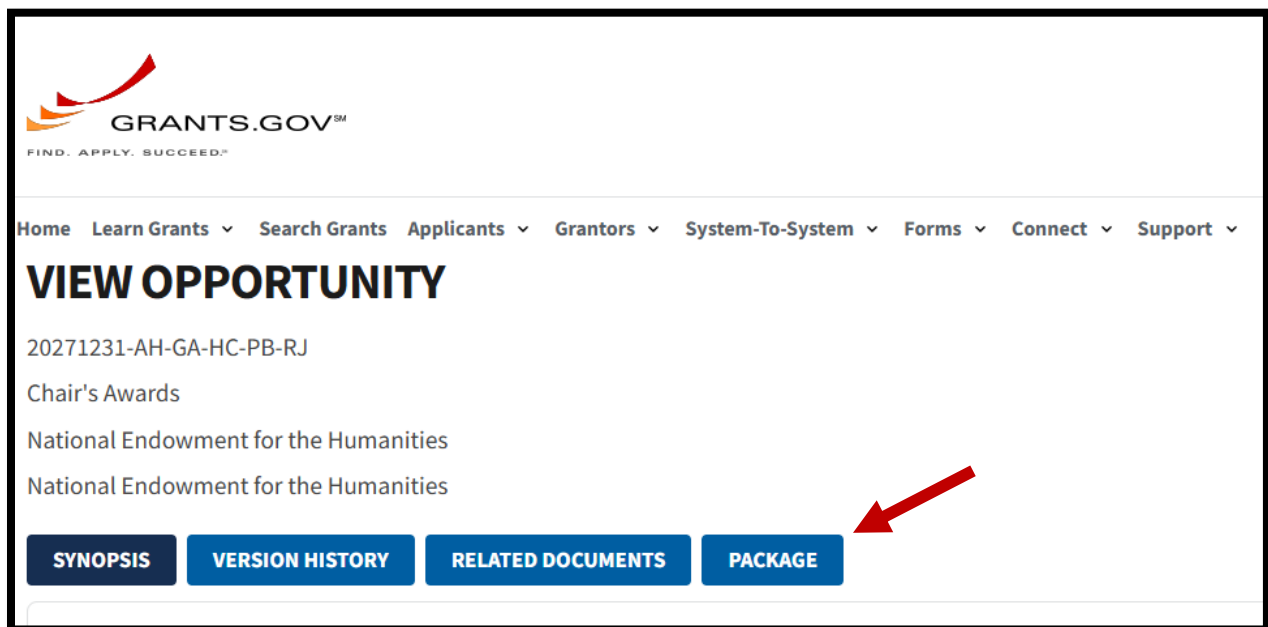 GRANTS.GOV℠
FIND. APPLY. SUCCEED.℠
Home Learn Grants Search Grants Applicants Grantors System-To-System Forms Connect Support
VIEW OPPORTUNITY
20271231-AH-GA-HC-PB-RJ
Chair's Awards
National Endowment for the Humanities
National Endowment for the Humanities
SYNOPSIS VERSION HISTORY RELATED DOCUMENTS PACKAGE